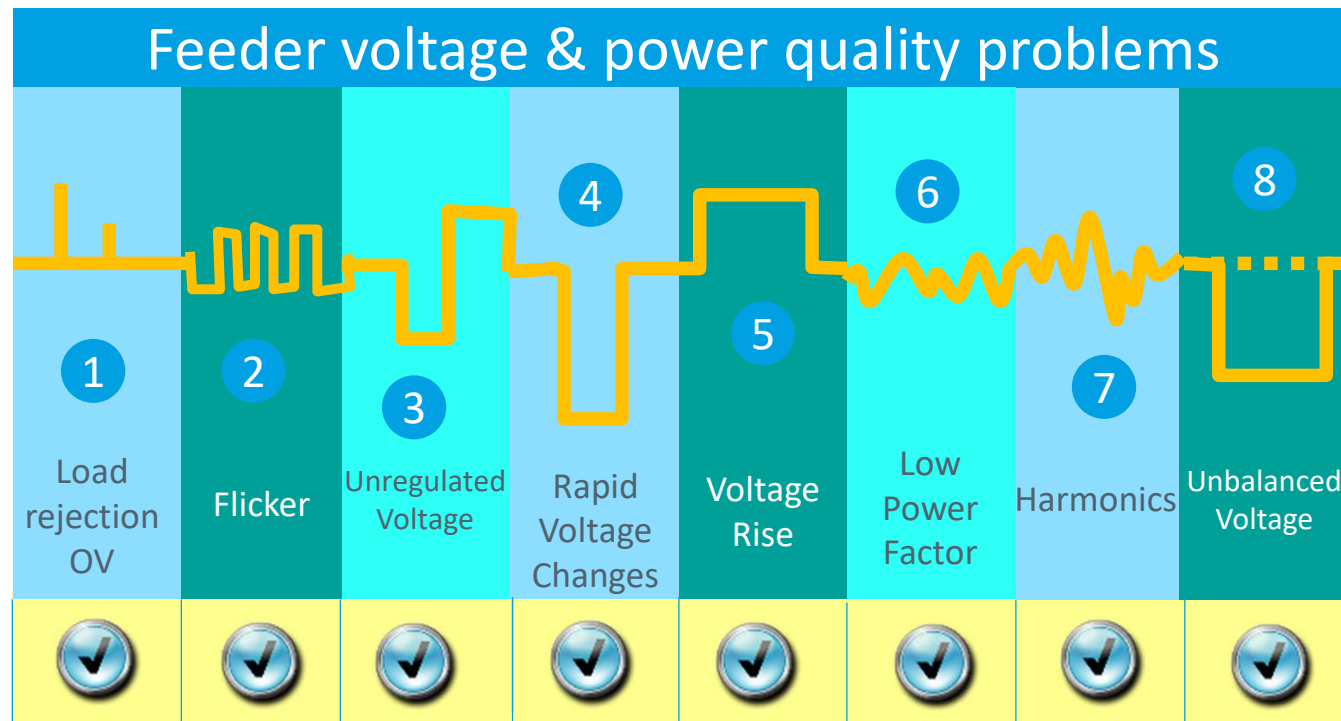 Feeder voltage & power quality problems
1
Load
rejection
OV
2
Flicker
3
Unregulated
Voltage
4
Rapid
Voltage
Changes
5
Voltage
Rise
6
Low
Power
Factor
7
Harmonics
8
Unbalanced
Voltage